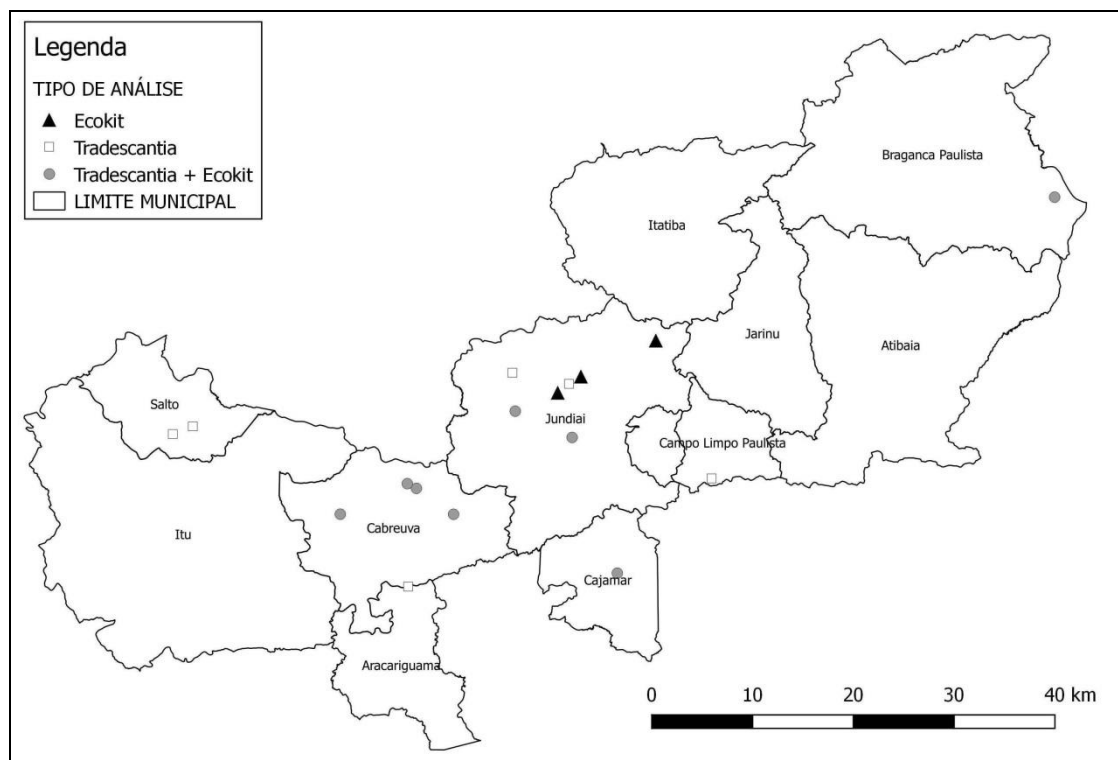 Legenda
TIPO DE ANÁLISE
Ecokit
Tradescantia
Tradescantia + Ecokit
LIMITE MUNICIPAL
Braganca Paulista
Itatiba
Jarinu
Atibaia
Salto
Jundiai
Campo Limpo Paulista
Itu
Cabreuva
Cajamar
Aracariguama
0 10 20 30 40 km